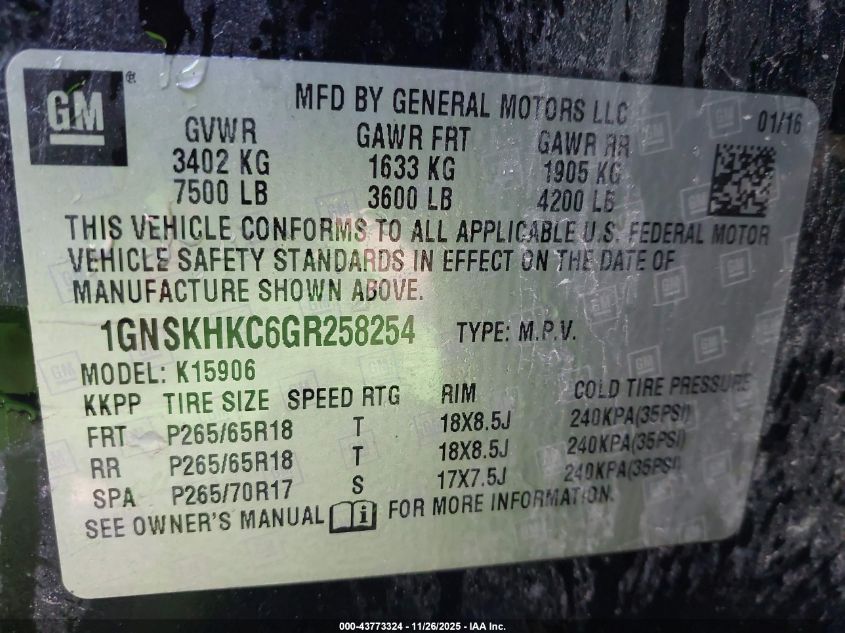 GM ®
MFD BY GENERAL MOTORS LLC
01/16
GVWR GAWR FRT GAWR RR
3402 KG 1633 KG 1905 KG
7500 LB 3600 LB 4200 LB
THIS VEHICLE CONFORMS TO ALL APPLICABLE U.S. FEDERAL MOTOR
VEHICLE SAFETY STANDARDS IN EFFECT ON THE DATE OF
MANUFACTURE SHOWN ABOVE.
1GNSKHKC6GR258254 TYPE: M.P.V.
MODEL: K15906
KKPP TIRE SIZE SPEED RTG RIM COLD TIRE PRESSURE
FRT P265/65R18 T 18X8.5J 240KPA(35PSI)
RR P265/65R18 T 18X8.5J 240KPA(35PSI)
SPA P265/70R17 S 17X7.5J 240KPA(35PSI)
SEE OWNER'S MANUAL i FOR MORE INFORMATION.
000-43773324 • 11/26/2025 • IAA Inc.